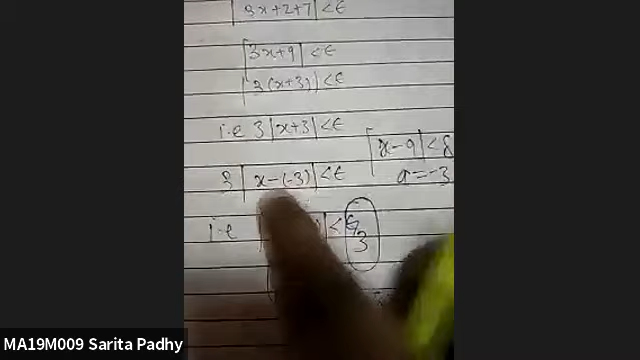 |3x+2+7| <ϵ
|3x+9| <ϵ
|3(x+3)| <ϵ
i.e 3|x+3| <ϵ
|x-a| <δ
3|x-(-3)| <ϵ
a=-3
i.e | < ϵ/3
MA19M009 Sarita Padhy